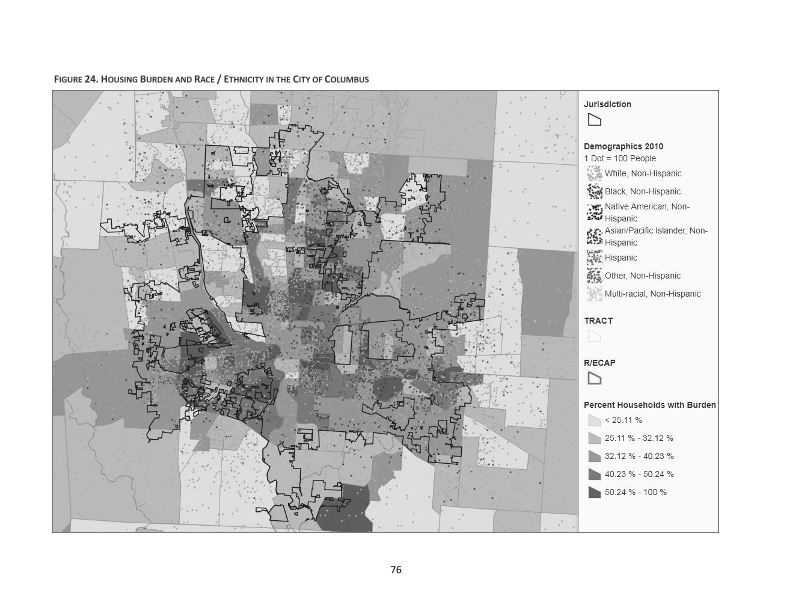 FIGURE 24. HOUSING BURDEN AND RACE / ETHNICITY IN THE CITY OF COLUMBUS
Jurisdiction
Demographics 2010
1 Dot = 100 People
White, Non-Hispanic
Black, Non-Hispanic
Native American, Non-
Hispanic
Asian/Pacific Islander, Non-
Hispanic
Hispanic
Other, Non-Hispanic
Multi-racial, Non-Hispanic
TRACT
R/ECAP
Percent Households with Burden
< 25.11 %
25.11 % - 32.12 %
32.12 % - 40.23 %
40.23 % - 50.24 %
50.24 % - 100 %
76